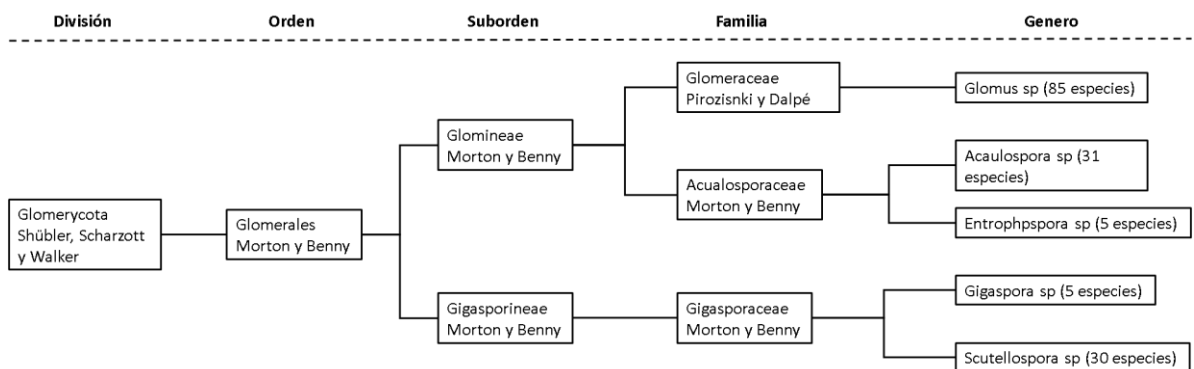 División Orden Suborden Familia Genero
Glomerycota
Shübler, Scharzott
y Walker
Glomerales
Morton y Benny
Glomineae
Morton y Benny
Gigasporineae
Morton y Benny
Glomeraceae
Pirozisnki y Dalpé
Acualosporaceae
Morton y Benny
Gigasporaceae
Morton y Benny
Glomus sp (85 especies)
Acaulospora sp (31
especies)
Entrophpspora sp (5 especies)
Gigaspora sp (5 especies)
Scutellospora sp (30 especies)